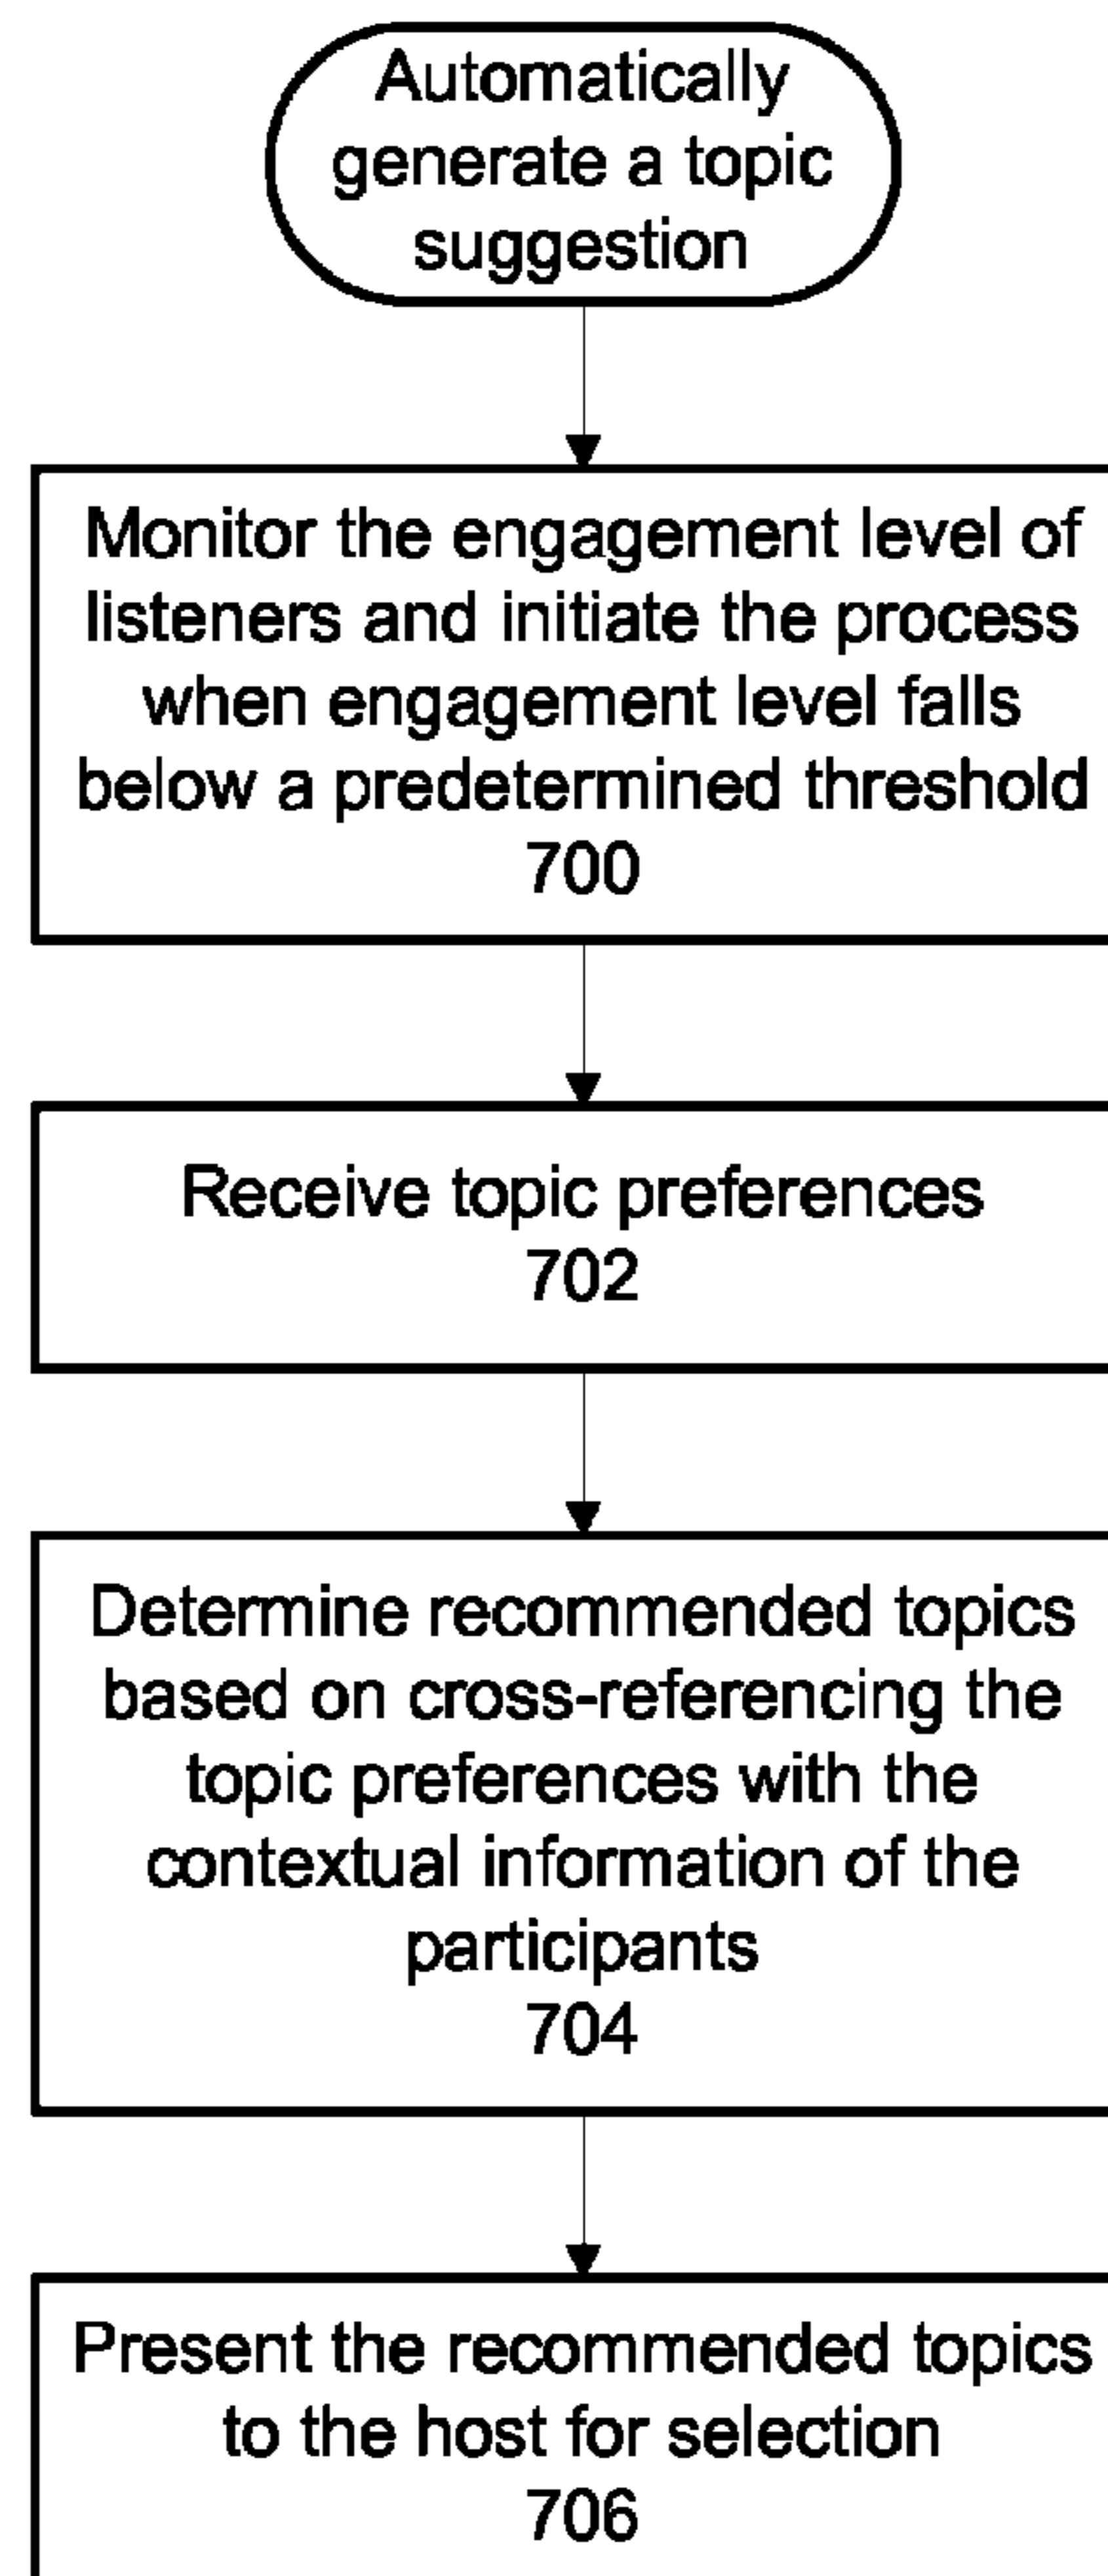 Automatically
generate a topic
suggestion
Monitor the engagement level of
listeners and initiate the process
when engagement level falls
below a predetermined threshold
700
Receive topic preferences
702
Determine recommended topics
based on cross-referencing the
topic preferences with the
contextual information of the
participants
704
Present the recommended topics
to the host for selection
706